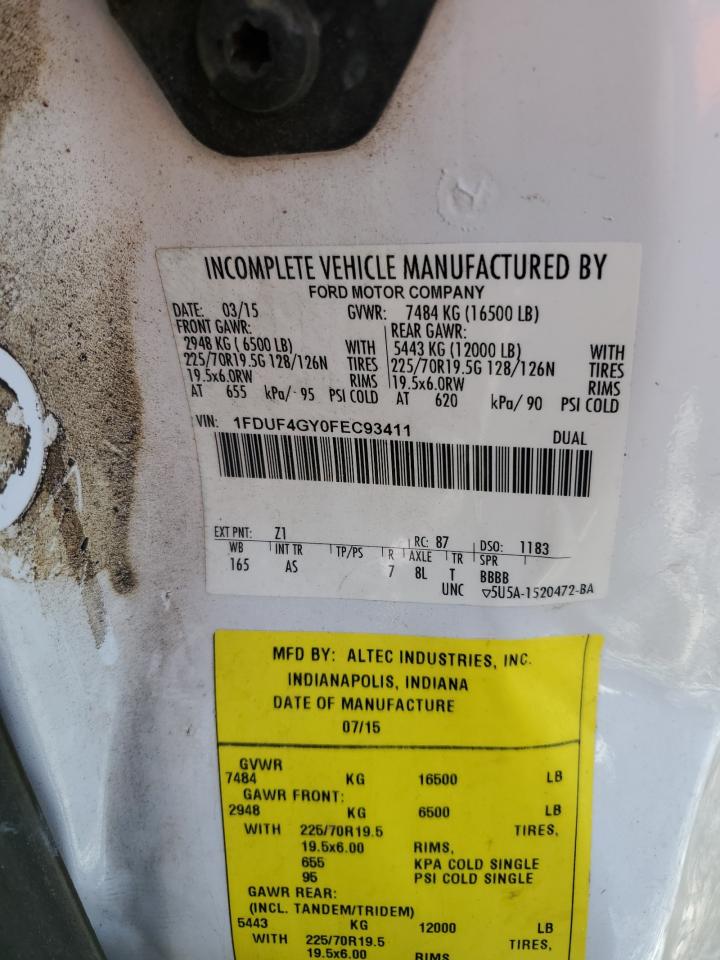 INCOMPLETE VEHICLE MANUFACTURED BY
FORD MOTOR COMPANY
DATE: 03/15 GVWR: 7484 KG (16500 LB)
FRONT GAWR: REAR GAWR:
2948 KG ( 6500 LB) WITH 5443 KG (12000 LB) WITH
225/70R19.5G 128/126N TIRES 225/70R19.5G 128/126N TIRES
19.5x6.0RW RIMS 19.5x6.0RW RIMS
AT 655 kPa/ 95 PSI COLD AT 620 kPa/ 90 PSI COLD
VIN: 1FDUF4GY0FEC93411 DUAL
EXT PNT: Z1 RC: 87 DSO: 1183
WB INT TR TP/PS R AXLE TR SPR
165 AS 7 8L T BBBB
UNC ▽5U5A-1520472-BA
MFD BY: ALTEC INDUSTRIES, INC.
INDIANAPOLIS, INDIANA
DATE OF MANUFACTURE
07/15
GVWR
7484 KG 16500 LB
GAWR FRONT:
2948 KG 6500 LB
WITH 225/70R19.5 TIRES,
19.5x6.00 RIMS,
655 KPA COLD SINGLE
95 PSI COLD SINGLE
GAWR REAR:
(INCL. TANDEM/TRIDEM)
5443 KG 12000 LB
WITH 225/70R19.5 TIRES,
19.5x6.00 RIMS